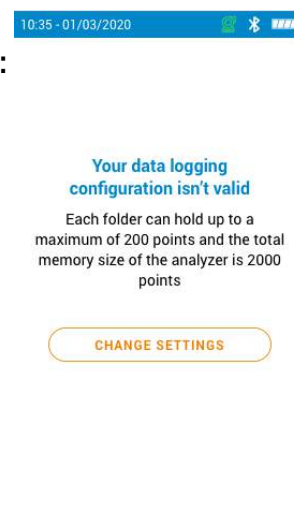 10:35 - 01/03/2020
:
Your data logging
configuration isn't valid
Each folder can hold up to a
maximum of 200 points and the total
memory size of the analyzer is 2000
points
CHANGE SETTINGS